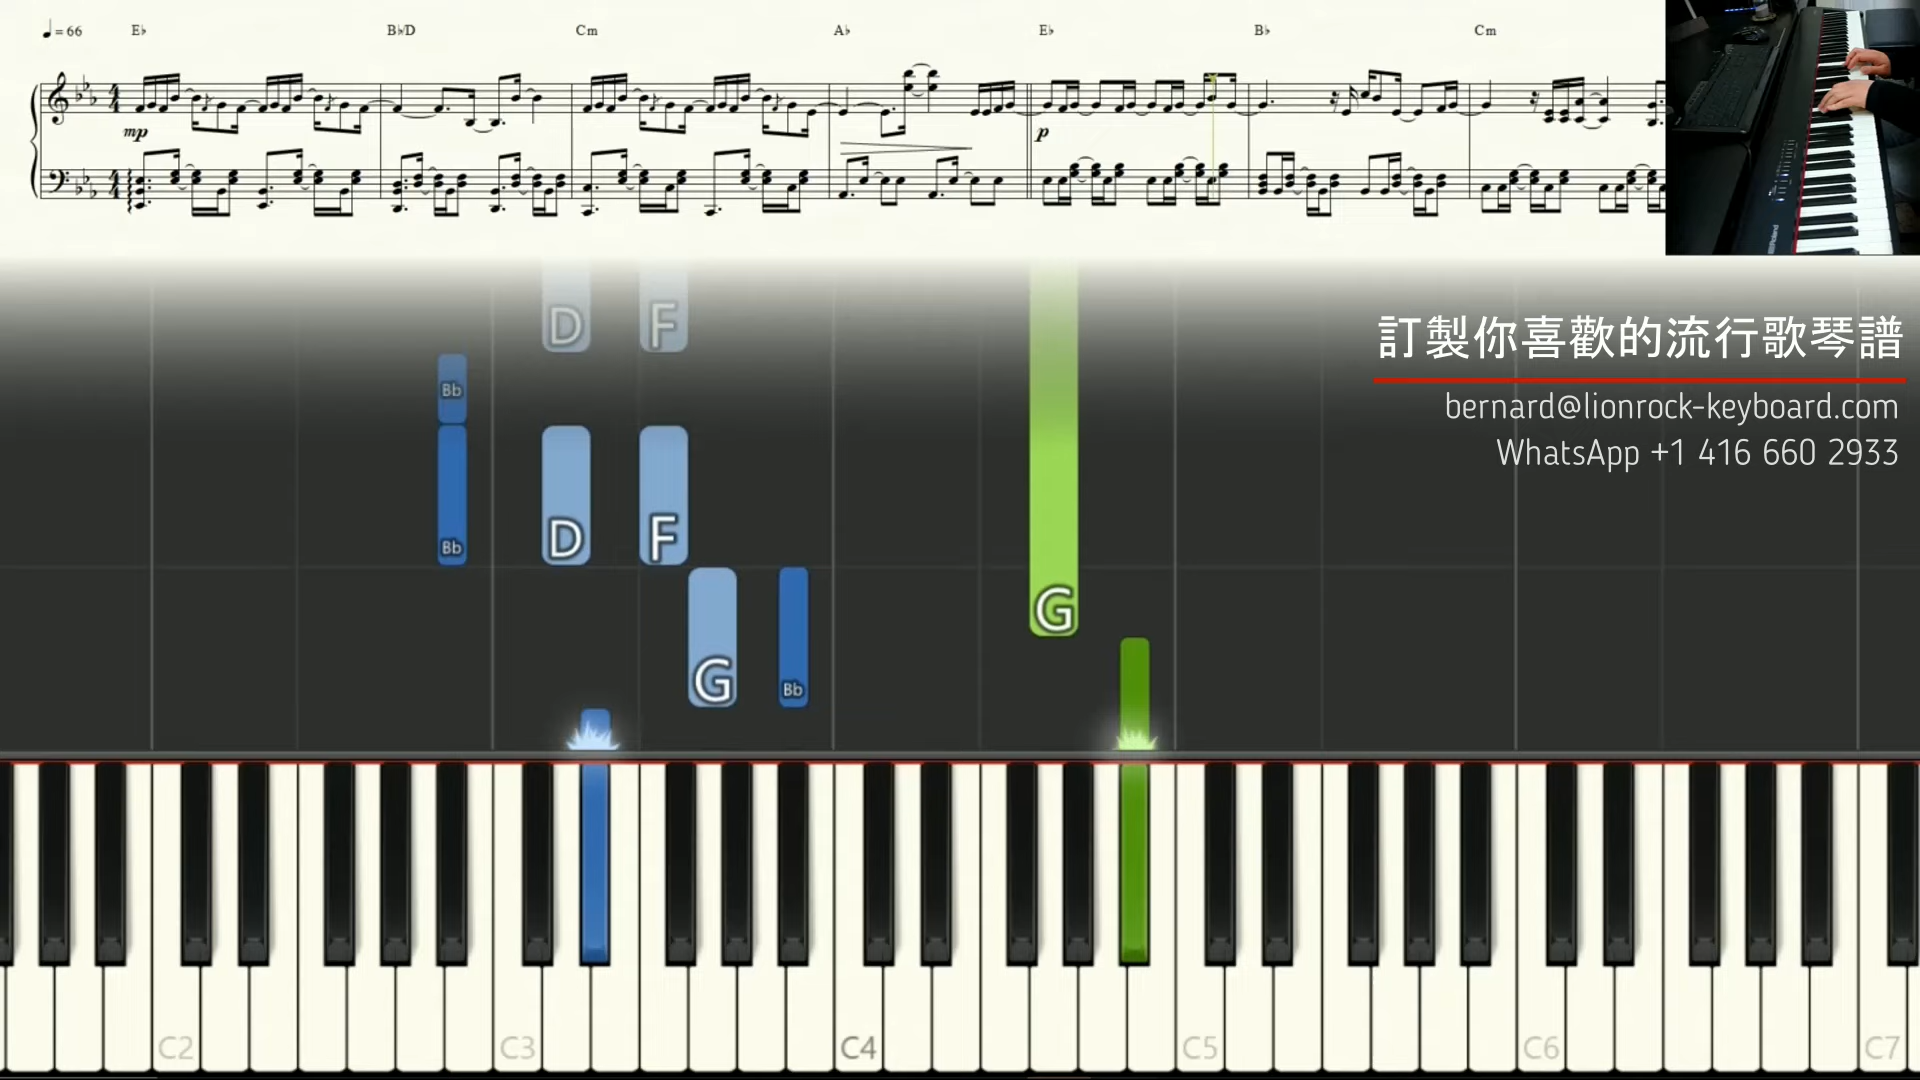 ♩= 66 E♭ B♭/D Cm A♭ E♭ B♭ Cm
mp p
D F
訂製你喜歡的流行歌琴譜
Bb
bernard@lionrock-keyboard.com
WhatsApp +1 416 660 2933
Bb D F
G
G Bb
C2 C3 C4 C5 C6 C7